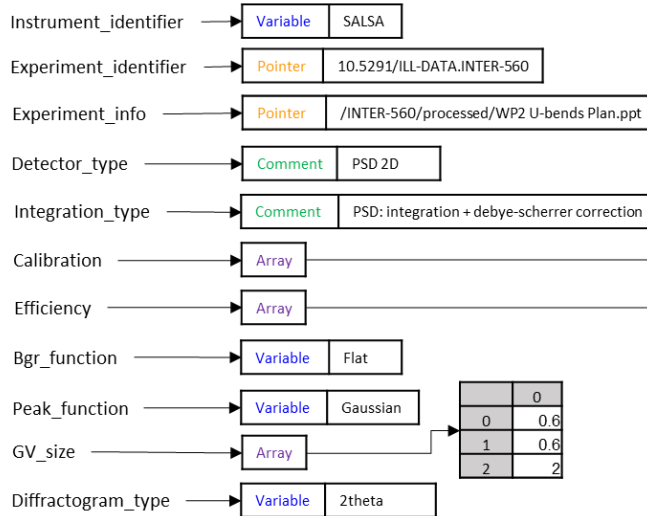 Instrument_identifier Variable SALSA
Experiment_identifier Pointer 10.5291/ILL-DATA.INTER-560
Experiment_info Pointer /INTER-560/processed/WP2 U-bends Plan.ppt
Detector_type Comment PSD 2D
Integration_type Comment PSD: integration + debye-scherrer correction
Calibration Array
Efficiency Array
Bgr_function Variable Flat
Peak_function Variable Gaussian
GV_size Array
0
0 0.6
1 0.6
2 2
Diffractogram_type Variable 2theta